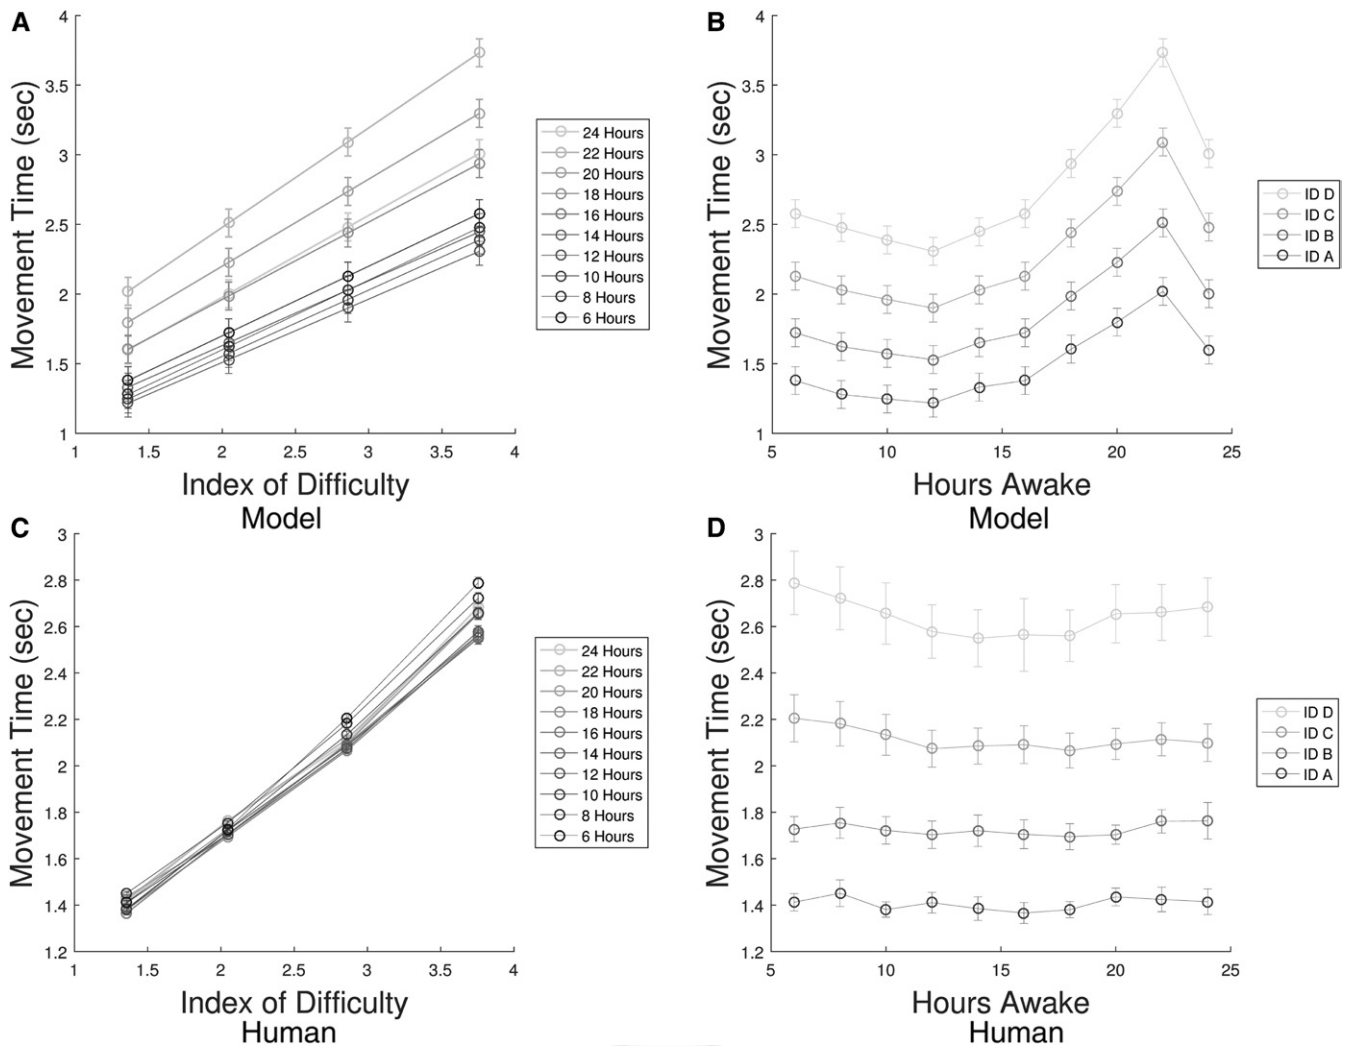 A
4
3.5
3
2.5
2
1.5
1
Movement Time (sec)
1 1.5 2 2.5 3 3.5 4
Index of Difficulty
Model
24 Hours
22 Hours
20 Hours
18 Hours
16 Hours
14 Hours
12 Hours
10 Hours
8 Hours
6 Hours
B
4
3.5
3
2.5
2
1.5
1
Movement Time (sec)
5 10 15 20 25
Hours Awake
Model
ID D
ID C
ID B
ID A
C
3
2.8
2.6
2.4
2.2
2
1.8
1.6
1.4
1.2
Movement Time (sec)
1 1.5 2 2.5 3 3.5 4
Index of Difficulty
Human
24 Hours
22 Hours
20 Hours
18 Hours
16 Hours
14 Hours
12 Hours
10 Hours
8 Hours
6 Hours
D
3
2.8
2.6
2.4
2.2
2
1.8
1.6
1.4
1.2
Movement Time (sec)
5 10 15 20 25
Hours Awake
Human
ID D
ID C
ID B
ID A